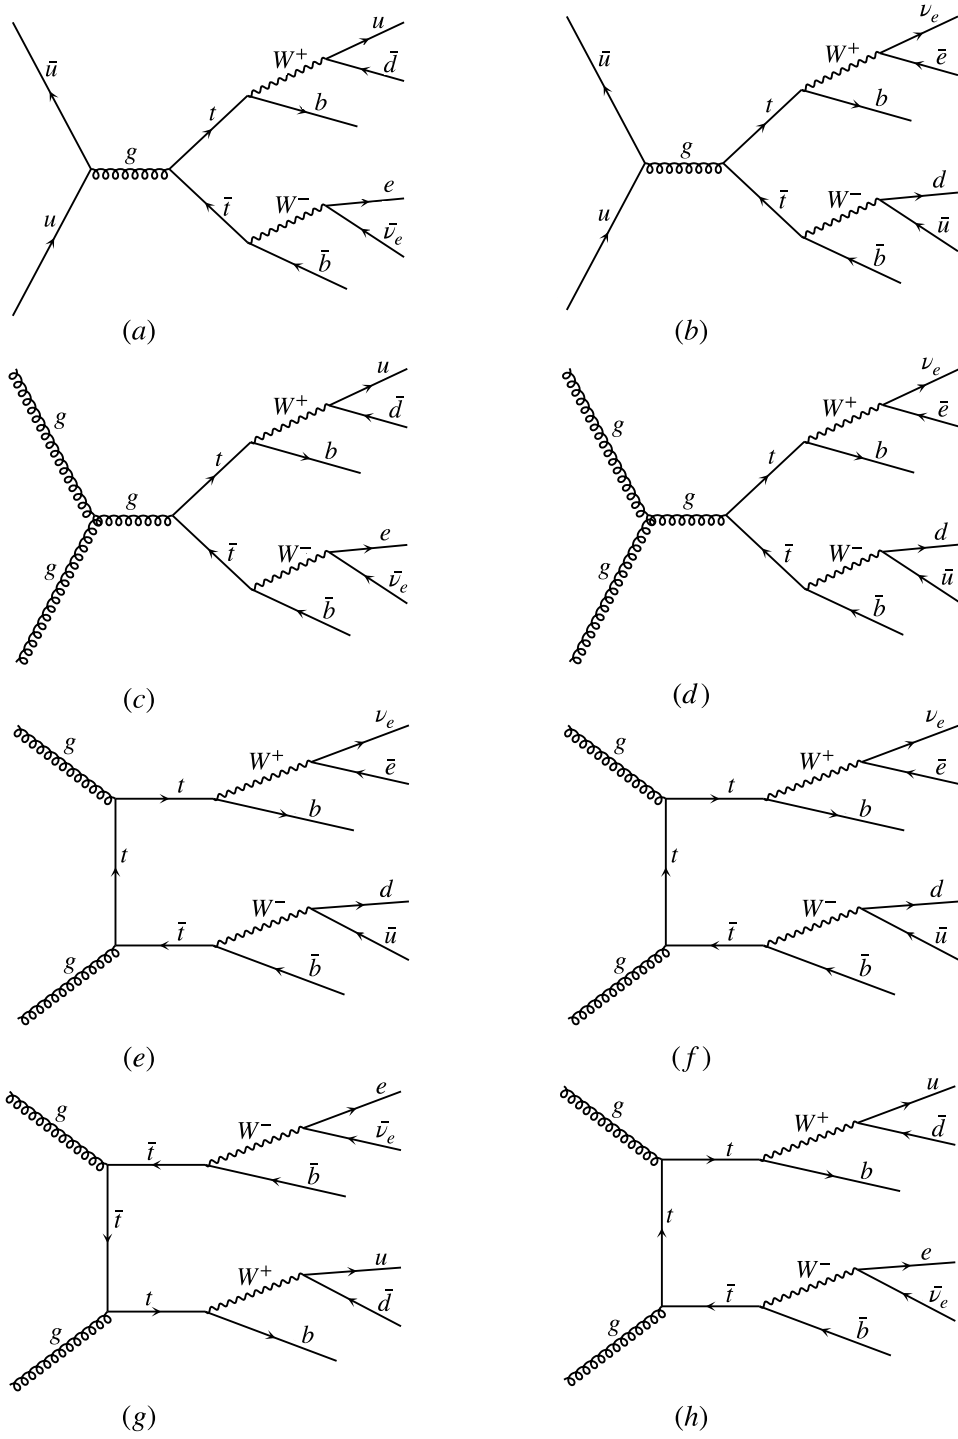 ū u g t t̄ W⁺ u d̄ b W⁻ e ν̄ₑ b̄
(a)
ū u g t t̄ W⁺ νₑ ē b W⁻ d ū b̄
(b)
g g g t t̄ W⁺ u d̄ b W⁻ e ν̄ₑ b̄
(c)
g g g t t̄ W⁺ νₑ ē b W⁻ d ū b̄
(d)
g g t t W⁺ νₑ ē b t̄ W⁻ d ū b̄
(e)
g g t t W⁺ νₑ ē b t̄ W⁻ d ū b̄
(f)
g g t̄ t̄ W⁻ e ν̄ₑ b̄ t W⁺ u d̄ b
(g)
g g t t W⁺ u d̄ b t̄ W⁻ e ν̄ₑ b̄
(h)